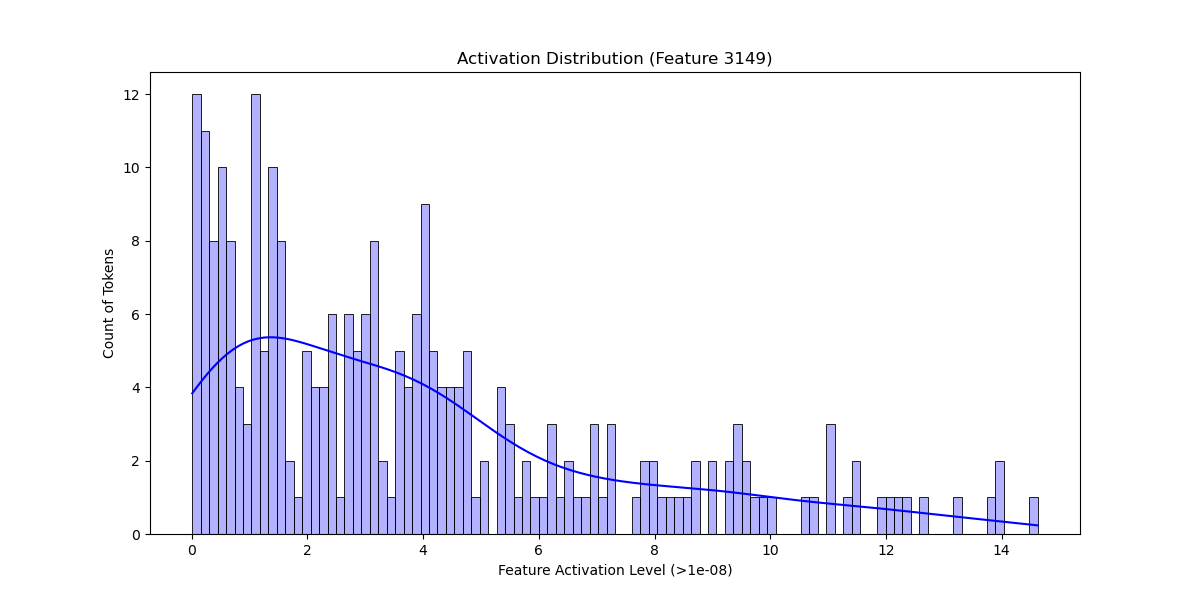 Activation Distribution (Feature 3149)
Count of Tokens
12
10
8
6
4
2
0
0 2 4 6 8 10 12 14
Feature Activation Level (>1e-08)